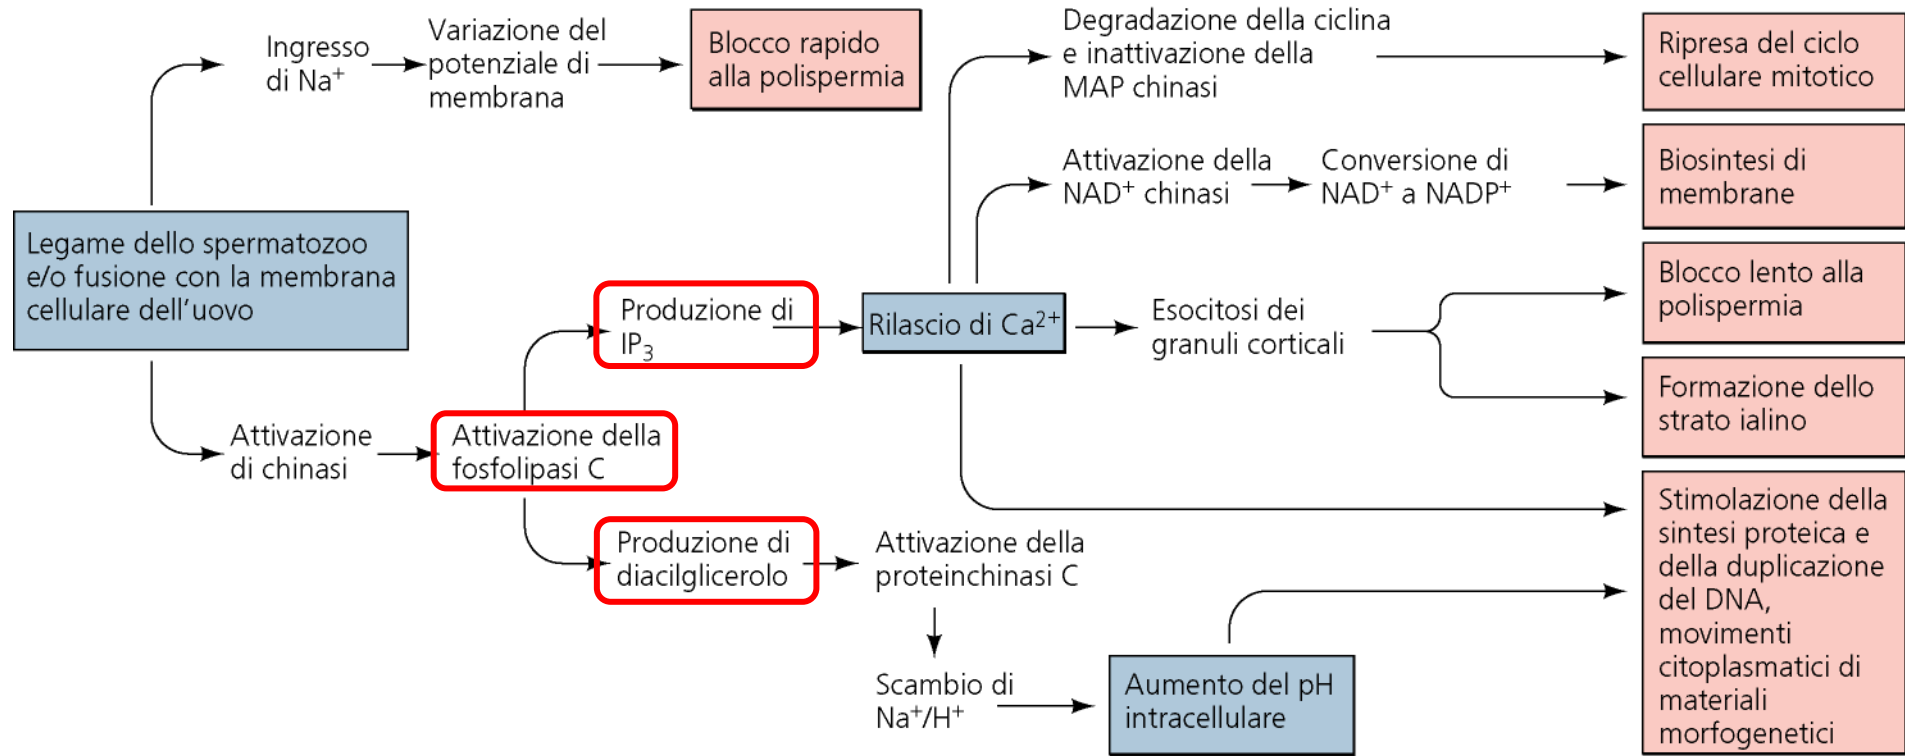 Ingresso
di Na⁺
Variazione del
potenziale di
membrana
Blocco rapido
alla polispermia
Degradazione della ciclina
e inattivazione della
MAP chinasi
Ripresa del ciclo
cellulare mitotico
Attivazione della
NAD⁺ chinasi
Conversione di
NAD⁺ a NADP⁺
Biosintesi di
membrane
Legame dello spermatozoo
e/o fusione con la membrana
cellulare dell'uovo
Produzione di
IP₃
Rilascio di Ca²⁺
Esocitosi dei
granuli corticali
Blocco lento alla
polispermia
Formazione dello
strato ialino
Attivazione
di chinasi
Attivazione della
fosfolipasi C
Produzione di
diacilglicerolo
Attivazione della
proteinchinasi C
Scambio di
Na⁺/H⁺
Aumento del pH
intracellulare
Stimolazione della
sintesi proteica e
della duplicazione
del DNA,
movimenti
citoplasmatici di
materiali
morfogenetici